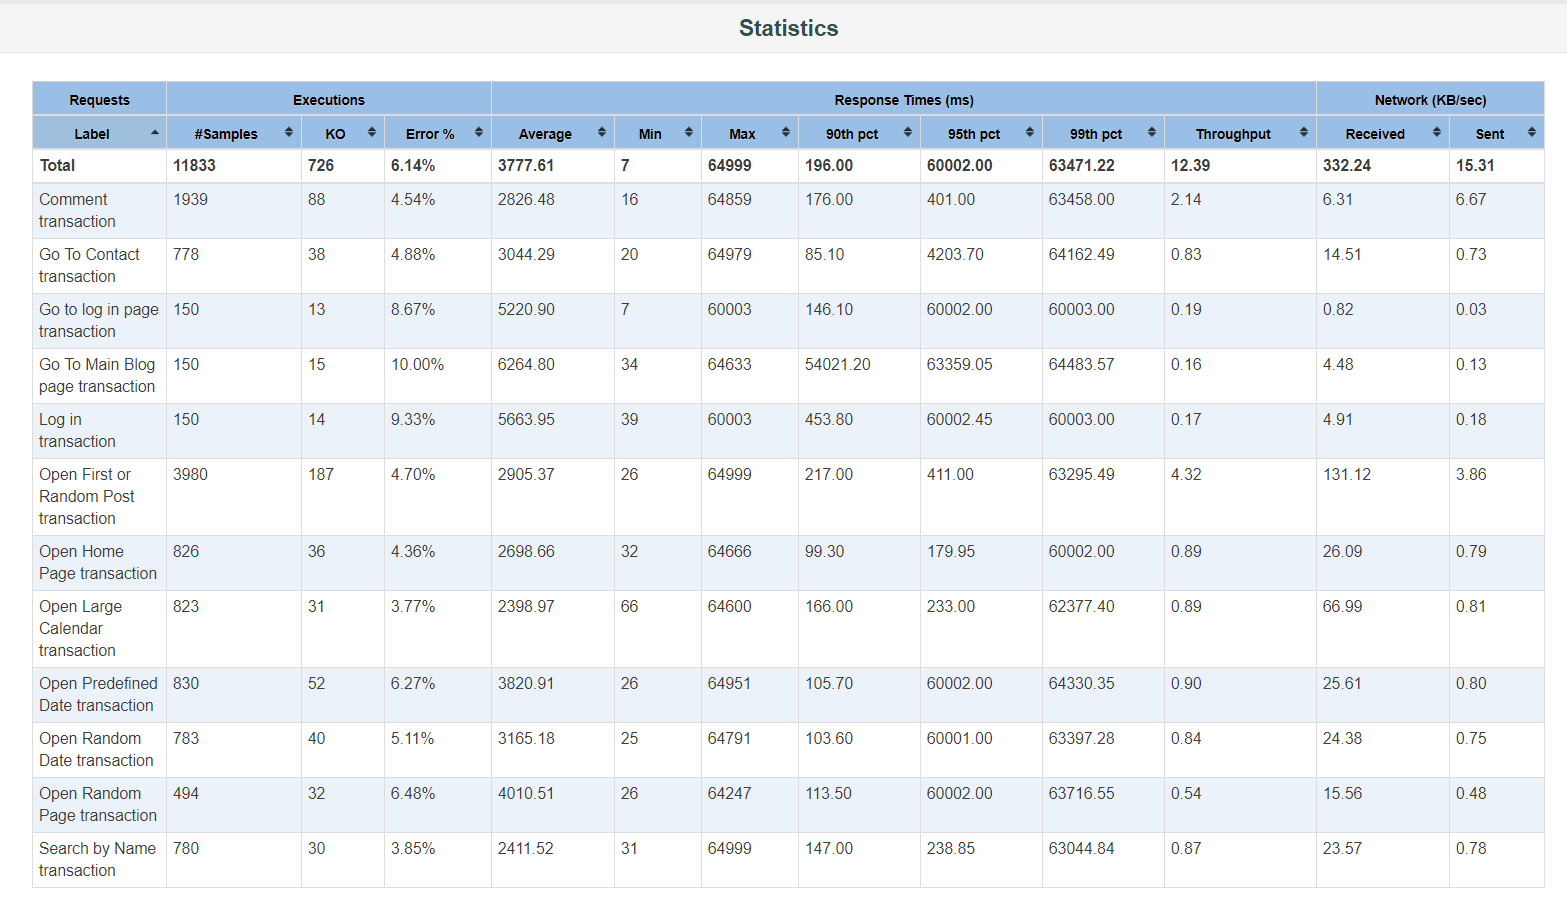 Statistics
Requests Executions Response Times (ms) Network (KB/sec)
Label #Samples KO Error % Average Min Max 90th pct 95th pct 99th pct Throughput Received Sent
Total 11833 726 6.14% 3777.61 7 64999 196.00 60002.00 63471.22 12.39 332.24 15.31
Comment 1939 88 4.54% 2826.48 16 64859 176.00 401.00 63458.00 2.14 6.31 6.67
transaction
Go To Contact 778 38 4.88% 3044.29 20 64979 85.10 4203.70 64162.49 0.83 14.51 0.73
transaction
Go to log in page 150 13 8.67% 5220.90 7 60003 146.10 60002.00 60003.00 0.19 0.82 0.03
transaction
Go To Main Blog 150 15 10.00% 6264.80 34 64633 54021.20 63359.05 64483.57 0.16 4.48 0.13
page transaction
Log in 150 14 9.33% 5663.95 39 60003 453.80 60002.45 60003.00 0.17 4.91 0.18
transaction
Open First or 3980 187 4.70% 2905.37 26 64999 217.00 411.00 63295.49 4.32 131.12 3.86
Random Post
transaction
Open Home 826 36 4.36% 2698.66 32 64666 99.30 179.95 60002.00 0.89 26.09 0.79
Page transaction
Open Large 823 31 3.77% 2398.97 66 64600 166.00 233.00 62377.40 0.89 66.99 0.81
Calendar
transaction
Open Predefined 830 52 6.27% 3820.91 26 64951 105.70 60002.00 64330.35 0.90 25.61 0.80
Date transaction
Open Random 783 40 5.11% 3165.18 25 64791 103.60 60001.00 63397.28 0.84 24.38 0.75
Date transaction
Open Random 494 32 6.48% 4010.51 26 64247 113.50 60002.00 63716.55 0.54 15.56 0.48
Page transaction
Search by Name 780 30 3.85% 2411.52 31 64999 147.00 238.85 63044.84 0.87 23.57 0.78
transaction